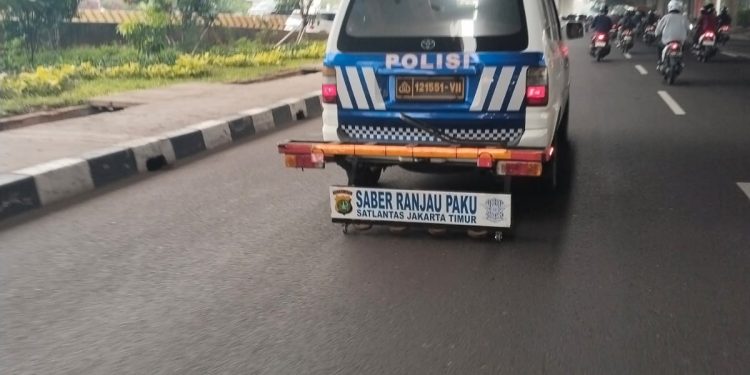 POLISI
121551-VII
SABER RANJAU PAKU
SATLANTAS JAKARTA TIMUR